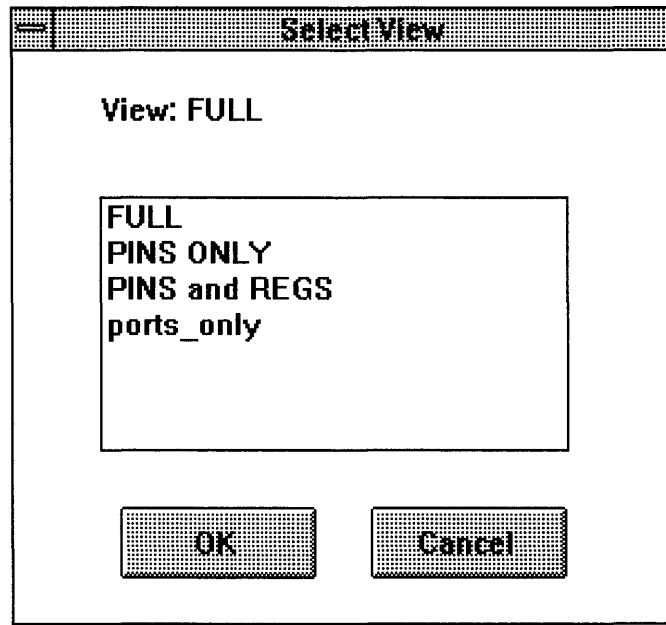 Select View
View: FULL
FULL
PINS ONLY
PINS and REGS
ports_only
OK
Cancel